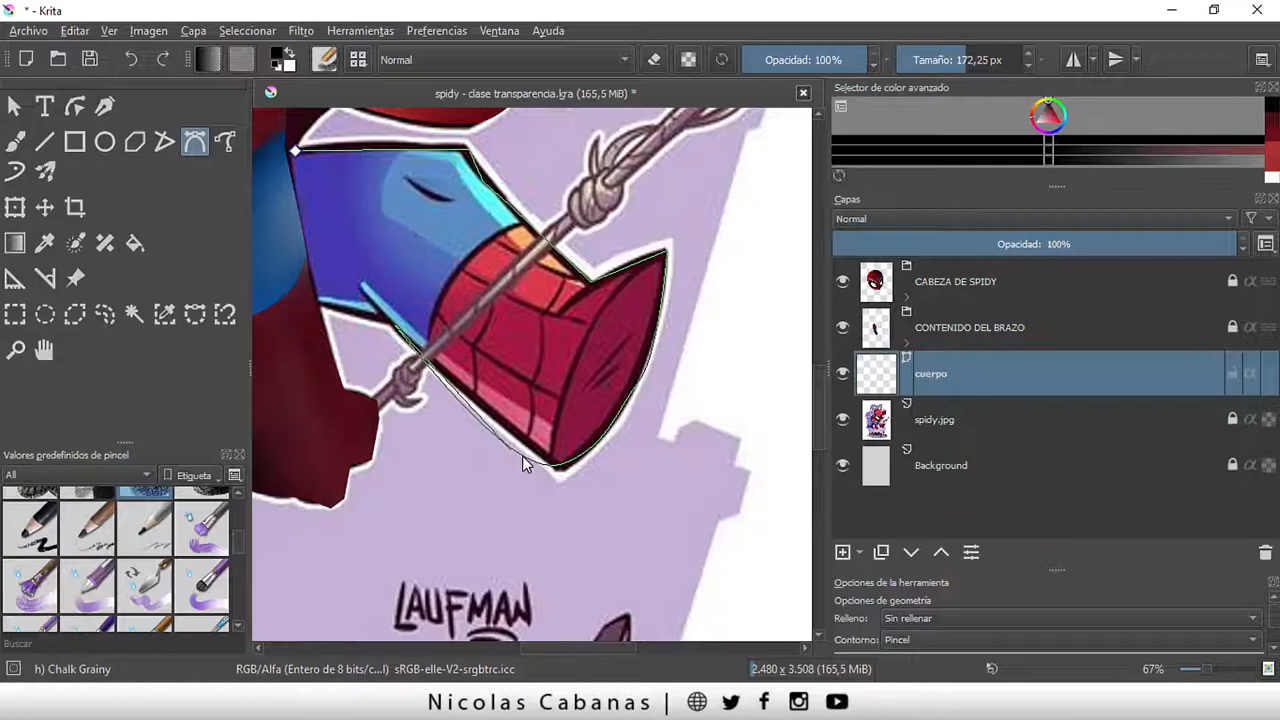 * - Krita
Archivo Editar Ver Imagen Capa Seleccionar Filtro Herramientas Preferencias Ventana Ayuda
Normal
Opacidad: 100%
Tamaño: 172,25 px
spidy - clase transparencia.kra (165,5 MiB) *
Selector de color avanzado
Capas
Normal
Opacidad: 100%
CABEZA DE SPIDY
CONTENIDO DEL BRAZO
cuerpo
spidy.jpg
Background
Valores predefinidos de pincel
All
Etiqueta
LAUFMAN
Opciones de la herramienta
Opciones de geometría
Relleno: Sin rellenar
Contorno: Pincel
Buscar
h) Chalk Grainy
RGB/Alfa (Entero de 8 bits/c...l) sRGB-elle-V2-srgbtrc.icc
2.480 x 3.508 (165,5 MiB)
67%
Nicolas Cabanas |